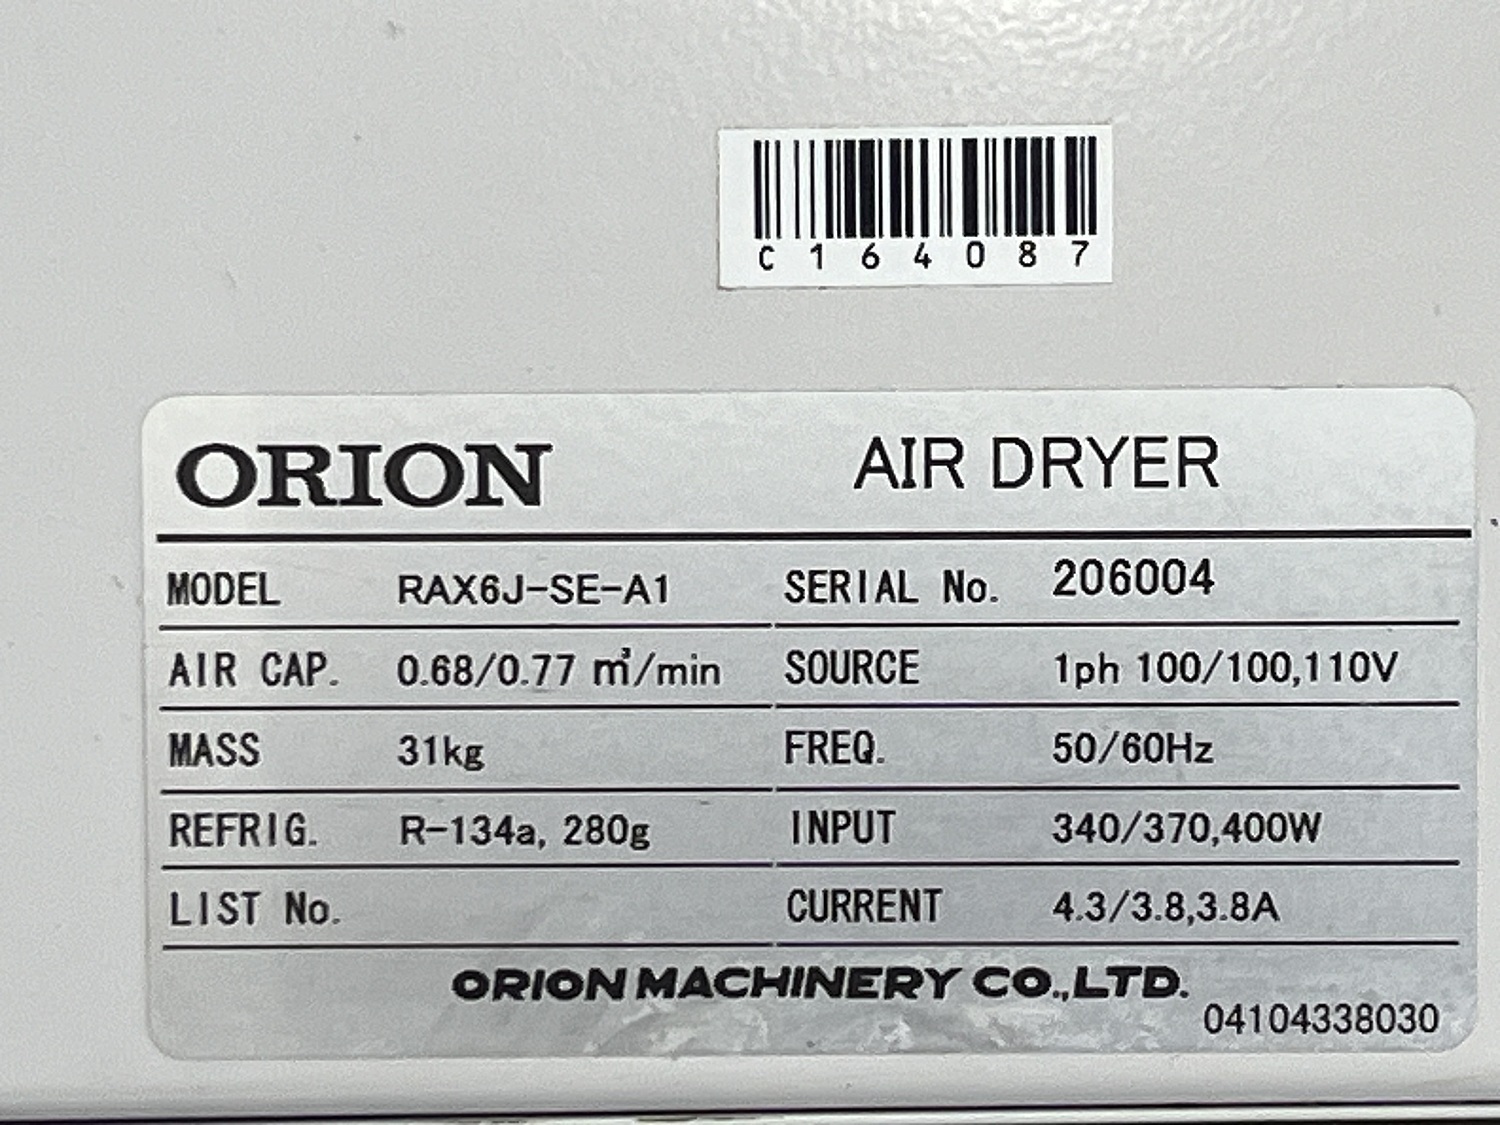 C164087
ORION AIR DRYER
MODEL RAX6J-SE-A1 SERIAL No. 206004
AIR CAP. 0.68/0.77 m³/min SOURCE 1ph 100/100,110V
MASS 31kg FREQ. 50/60Hz
REFRIG. R-134a, 280g INPUT 340/370,400W
LIST No. CURRENT 4.3/3.8,3.8A
ORION MACHINERY CO.,LTD.
04104338030